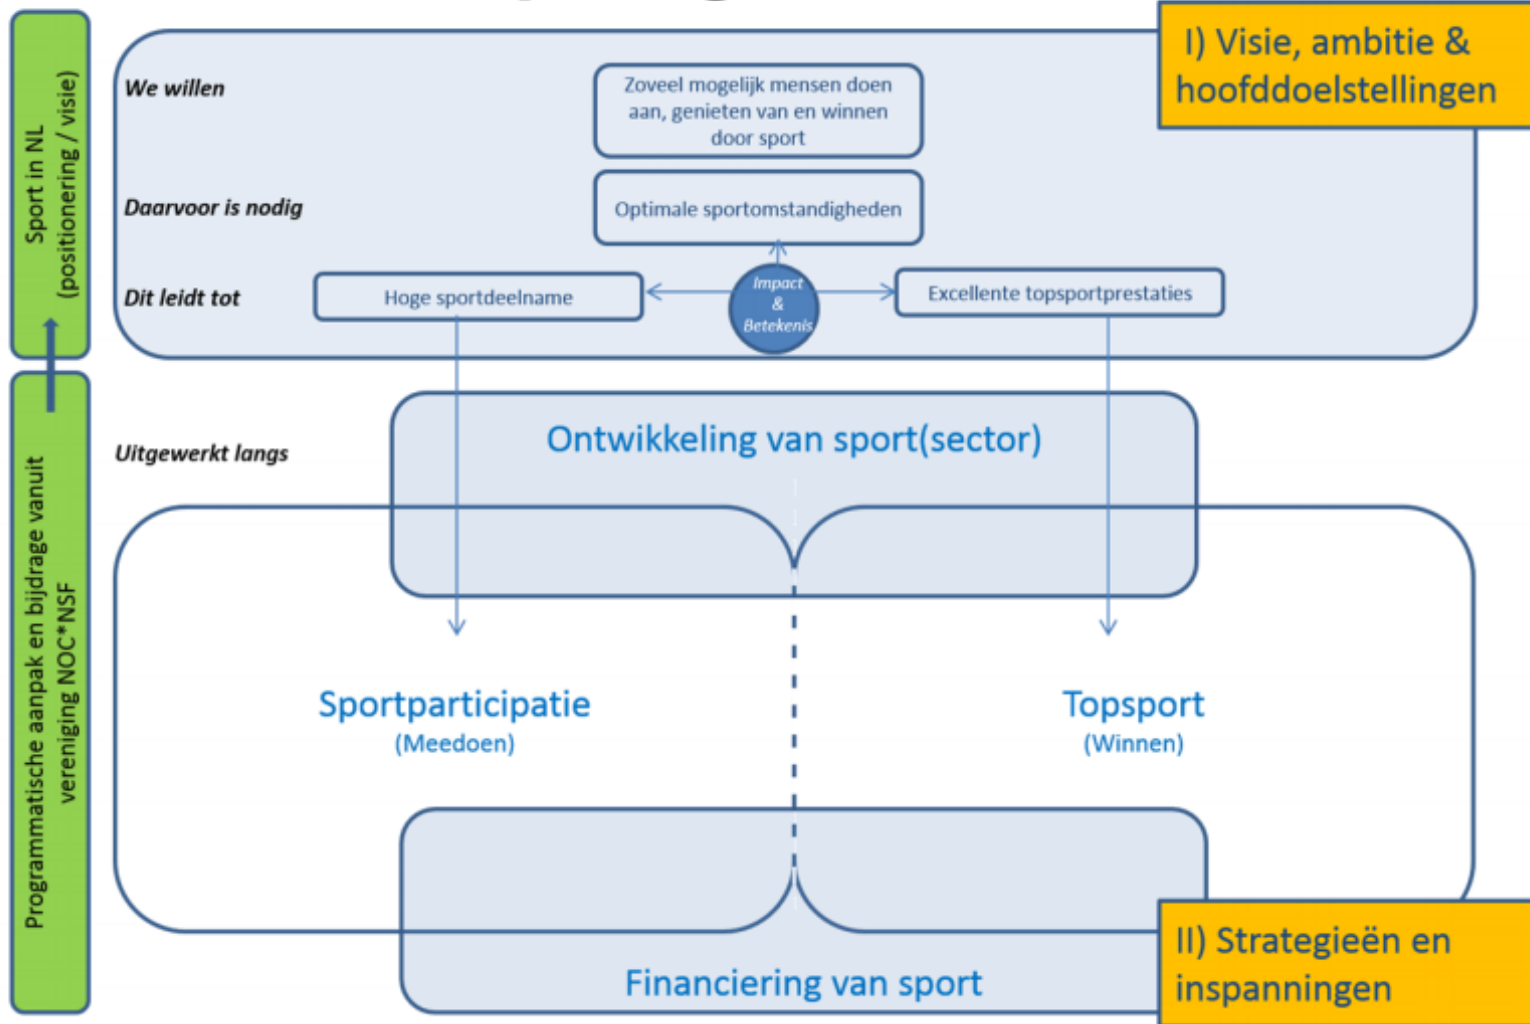 I) Visie, ambitie &
hoofddoelstellingen
Sport in NL
(positionering / visie)
We willen
Zoveel mogelijk mensen doen
aan, genieten van en winnen
door sport
Daarvoor is nodig
Optimale sportomstandigheden
Dit leidt tot
Hoge sportdeelname
Impact
&
Betekenis
Excellente topsportprestaties
Programmatische aanpak en bijdrage vanuit
vereniging NOC*NSF
Uitgewerkt langs
Ontwikkeling van sport(sector)
Sportparticipatie
(Meedoen)
Topsport
(Winnen)
Financiering van sport
II) Strategieën en
inspanningen